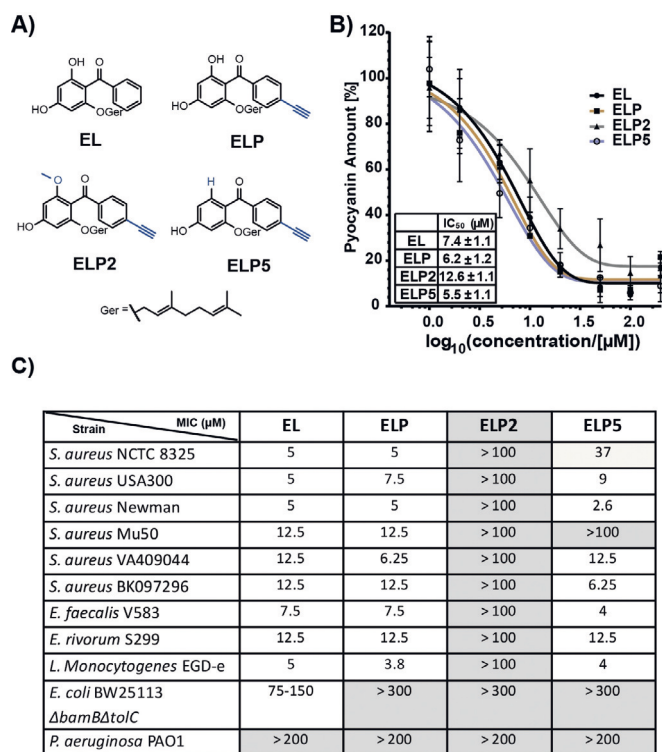 A)
OH
O
HO
OGer
EL
OH
O
HO
OGer
ELP
O
O
HO
OGer
ELP2
H
O
HO
OGer
ELP5
Ger =
B)
Pyocyanin Amount [%]
120
100
80
60
40
20
0
0.0 0.5 1.0 1.5 2.0
log10(concentration/[µM])
EL
ELP
ELP2
ELP5
IC50 (µM)
EL 7.4 ±1.1
ELP 6.2 ±1.2
ELP2 12.6 ±1.1
ELP5 5.5 ±1.1
C)
Strain MIC (µM) EL ELP ELP2 ELP5
S. aureus NCTC 8325 5 5 >100 37
S. aureus USA300 5 7.5 >100 9
S. aureus Newman 5 5 >100 2.6
S. aureus Mu50 12.5 12.5 >100 >100
S. aureus VA409044 12.5 6.25 >100 12.5
S. aureus BK097296 12.5 12.5 >100 6.25
E. faecalis V583 7.5 7.5 >100 4
E. rivorum S299 12.5 12.5 >100 12.5
L. Monocytogenes EGD-e 5 3.8 >100 4
E. coli BW25113 75-150 >300 >300 >300
ΔbamBΔtolC
P. aeruginosa PAO1 >200 >200 >200 >200